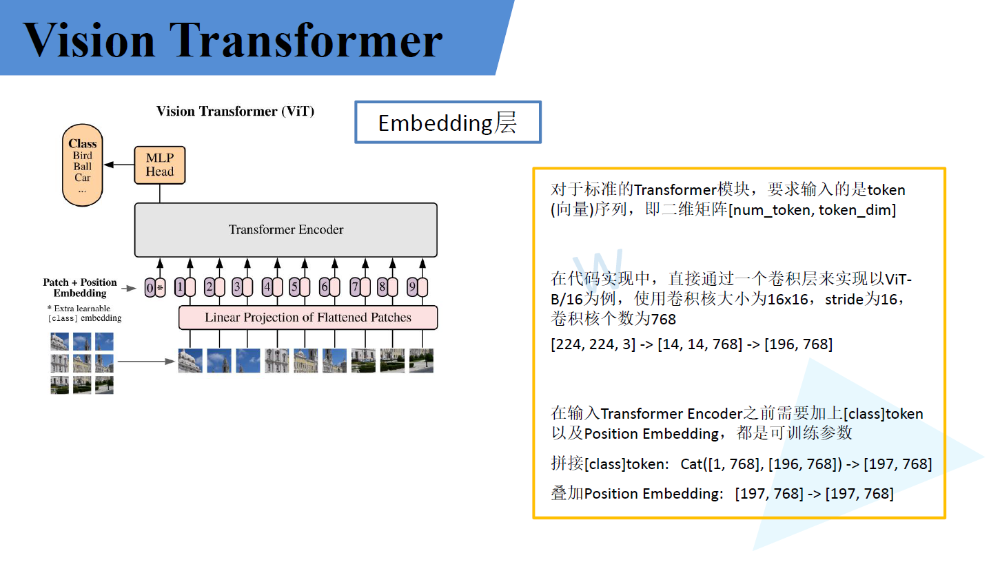 Vision Transformer
Vision Transformer (ViT)
Embedding层
Class
Bird
Ball
Car
...
MLP
Head
Transformer Encoder
Patch + Position
Embedding
* Extra learnable
[class] embedding
0 * 1 2 3 4 5 6 7 8 9
Linear Projection of Flattened Patches
对于标准的Transformer模块，要求输入的是token
(向量)序列，即二维矩阵[num_token, token_dim]
W
在代码实现中，直接通过一个卷积层来实现以ViT-
B/16为例，使用卷积核大小为16x16，stride为16，
卷积核个数为768
[224, 224, 3] -> [14, 14, 768] -> [196, 768]
在输入Transformer Encoder之前需要加上[class]token
以及Position Embedding，都是可训练参数
拼接[class]token: Cat([1, 768], [196, 768]) -> [197, 768]
叠加Position Embedding: [197, 768] -> [197, 768]